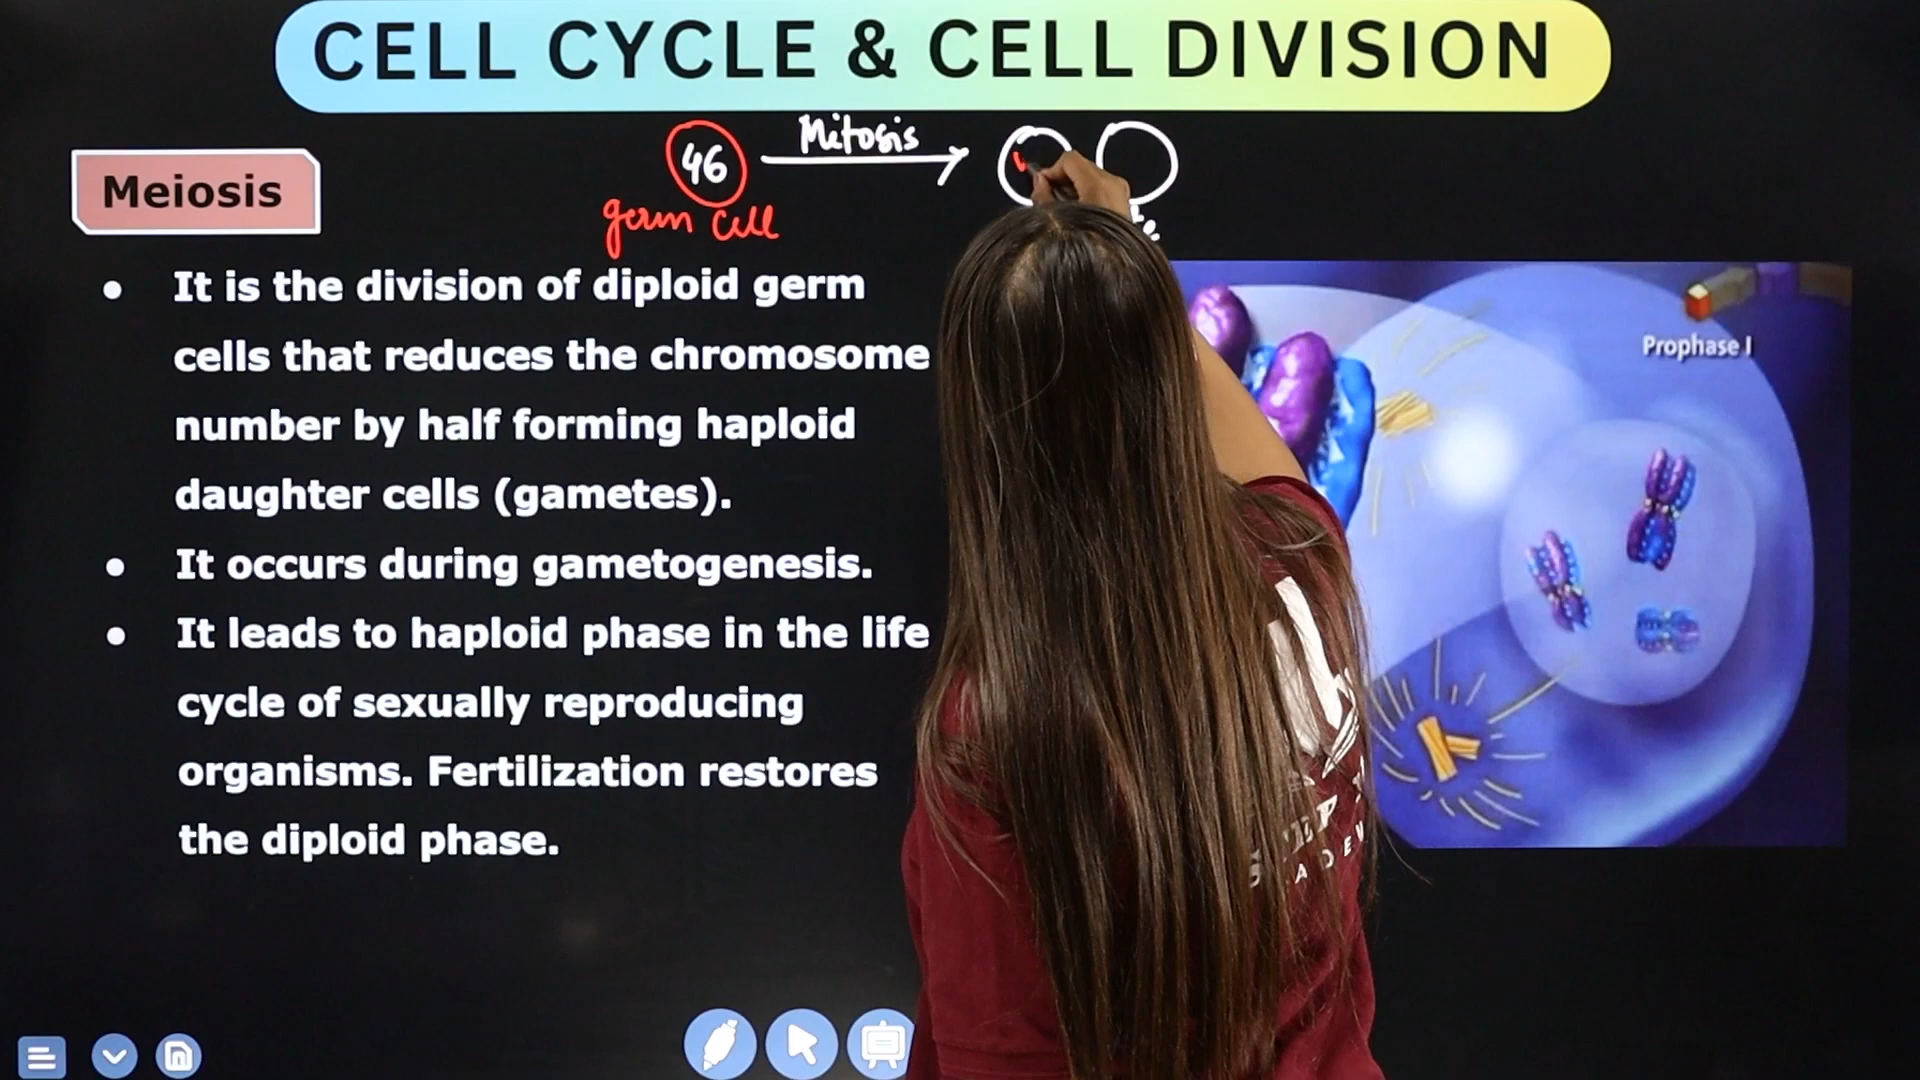 CELL CYCLE & CELL DIVISION
46 Mitosis
germ cell
Meiosis
• It is the division of diploid germ
cells that reduces the chromosome
number by half forming haploid
daughter cells (gametes).
• It occurs during gametogenesis.
• It leads to haploid phase in the life
cycle of sexually reproducing
organisms. Fertilization restores
the diploid phase.
Prophase I